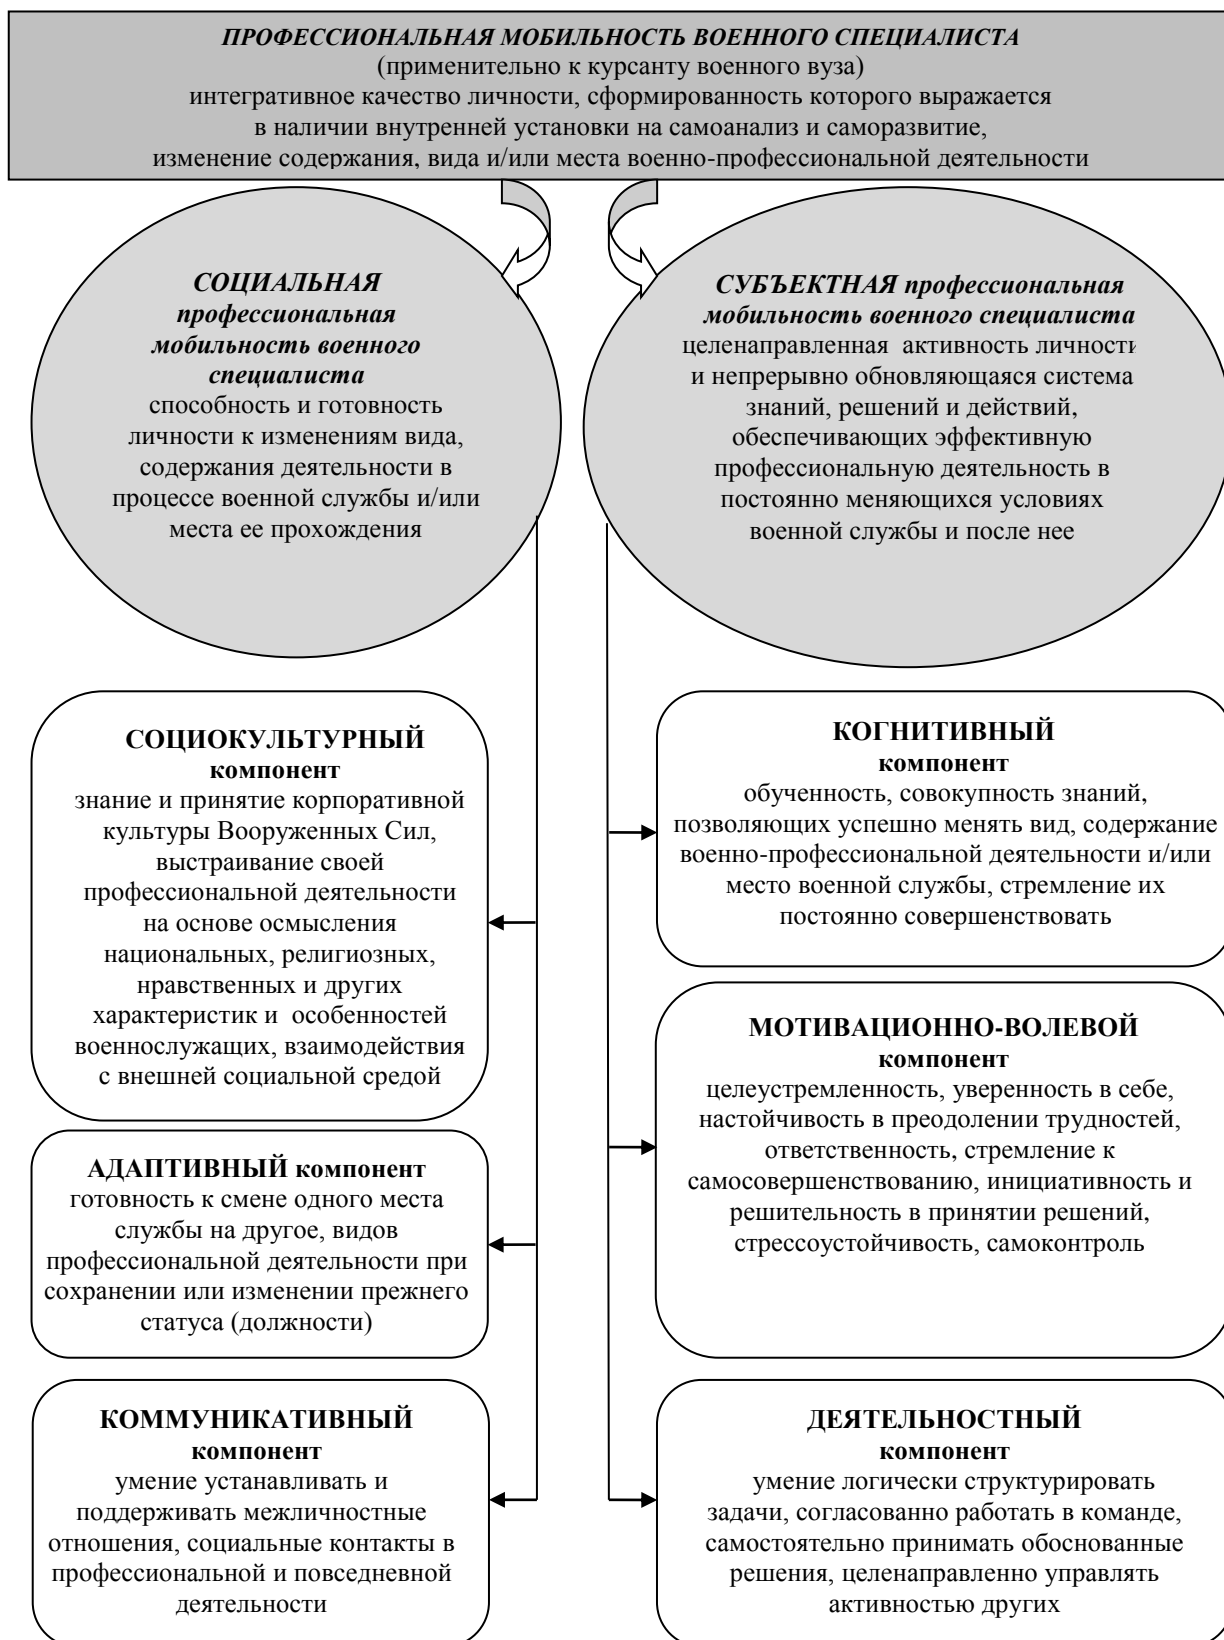 ПРОФЕССИОНАЛЬНАЯ МОБИЛЬНОСТЬ ВОЕННОГО СПЕЦИАЛИСТА
(применительно к курсанту военного вуза)
интегративное качество личности, сформированность которого выражается
в наличии внутренней установки на самоанализ и саморазвитие,
изменение содержания, вида и/или места военно-профессиональной деятельности
СОЦИАЛЬНАЯ
профессиональная
мобильность военного
специалиста
способность и готовность
личности к изменениям вида,
содержания деятельности в
процессе военной службы и/или
места ее прохождения
СУБЪЕКТНАЯ профессиональная
мобильность военного специалиста
целенаправленная активность личности
и непрерывно обновляющаяся система
знаний, решений и действий,
обеспечивающих эффективную
профессиональную деятельность в
постоянно меняющихся условиях
военной службы и после нее
СОЦИОКУЛЬТУРНЫЙ
компонент
знание и принятие корпоративной
культуры Вооруженных Сил,
выстраивание своей
профессиональной деятельности
на основе осмысления
национальных, религиозных,
нравственных и других
характеристик и особенностей
военнослужащих, взаимодействия
с внешней социальной средой
АДАПТИВНЫЙ компонент
готовность к смене одного места
службы на другое, видов
профессиональной деятельности при
сохранении или изменении прежнего
статуса (должности)
КОММУНИКАТИВНЫЙ
компонент
умение устанавливать и
поддерживать межличностные
отношения, социальные контакты в
профессиональной и повседневной
деятельности
КОГНИТИВНЫЙ
компонент
обученность, совокупность знаний,
позволяющих успешно менять вид, содержание
военно-профессиональной деятельности и/или
место военной службы, стремление их
постоянно совершенствовать
МОТИВАЦИОННО-ВОЛЕВОЙ
компонент
целеустремленность, уверенность в себе,
настойчивость в преодолении трудностей,
ответственность, стремление к
самосовершенствованию, инициативность и
решительность в принятии решений,
стрессоустойчивость, самоконтроль
ДЕЯТЕЛЬНОСТНЫЙ
компонент
умение логически структурировать
задачи, согласованно работать в команде,
самостоятельно принимать обоснованные
решения, целенаправленно управлять
активностью других